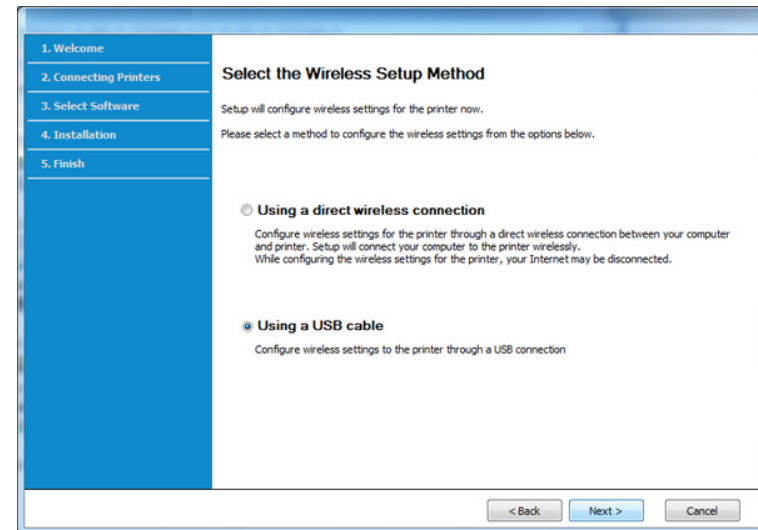 1. Welcome
2. Connecting Printers
3. Select Software
4. Installation
5. Finish
Select the Wireless Setup Method
Setup will configure wireless settings for the printer now.
Please select a method to configure the wireless settings from the options below.
Using a direct wireless connection
Configure wireless settings for the printer through a direct wireless connection between your computer
and printer. Setup will connect your computer to the printer wirelessly.
While configuring the wireless settings for the printer, your Internet may be disconnected.
Using a USB cable
Configure wireless settings to the printer through a USB connection
< Back
Next >
Cancel